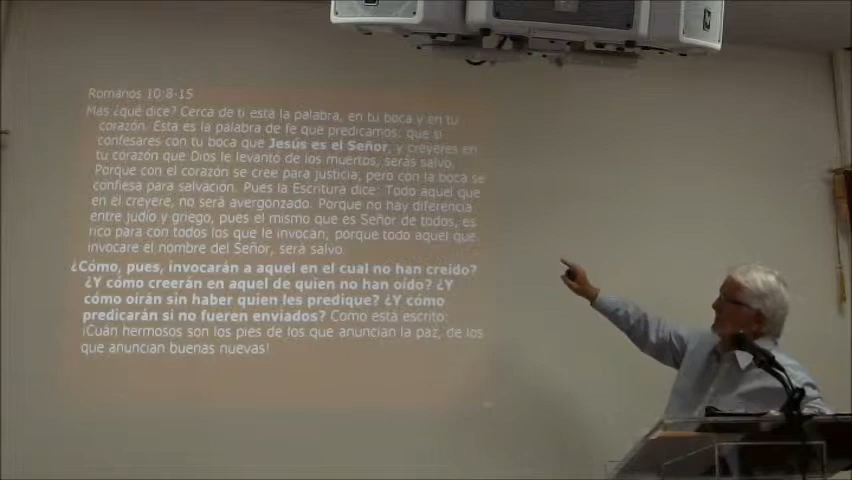 Romanos 10:8-15
Mas ¿qué dice? Cerca de ti esta la palabra, en tu boca y en tu
corazón. Esta es la palabra de fe que predicamos: que si
confesares con tu boca que Jesús es el Señor, y creyeres en
tu corazón que Dios le levantó de los muertos, serás salvo.
Porque con el corazón se cree para justicia, pero con la boca se
confiesa para salvación. Pues la Escritura dice: Todo aquel que
en él creyere, no será avergonzado. Porque no hay diferencia
entre judío y griego, pues el mismo que es Señor de todos, es
rico para con todos los que le invocan; porque todo aquel que
invocare el nombre del Señor, será salvo.
¿Cómo, pues, invocarán a aquel en el cual no han creído?
¿Y cómo creerán en aquel de quien no han oído? ¿Y
cómo oirán sin haber quien les predique? ¿Y cómo
predicarán si no fueren enviados? Como está escrito:
¡Cuán hermosos son los pies de los que anuncian la paz, de los
que anuncian buenas nuevas!